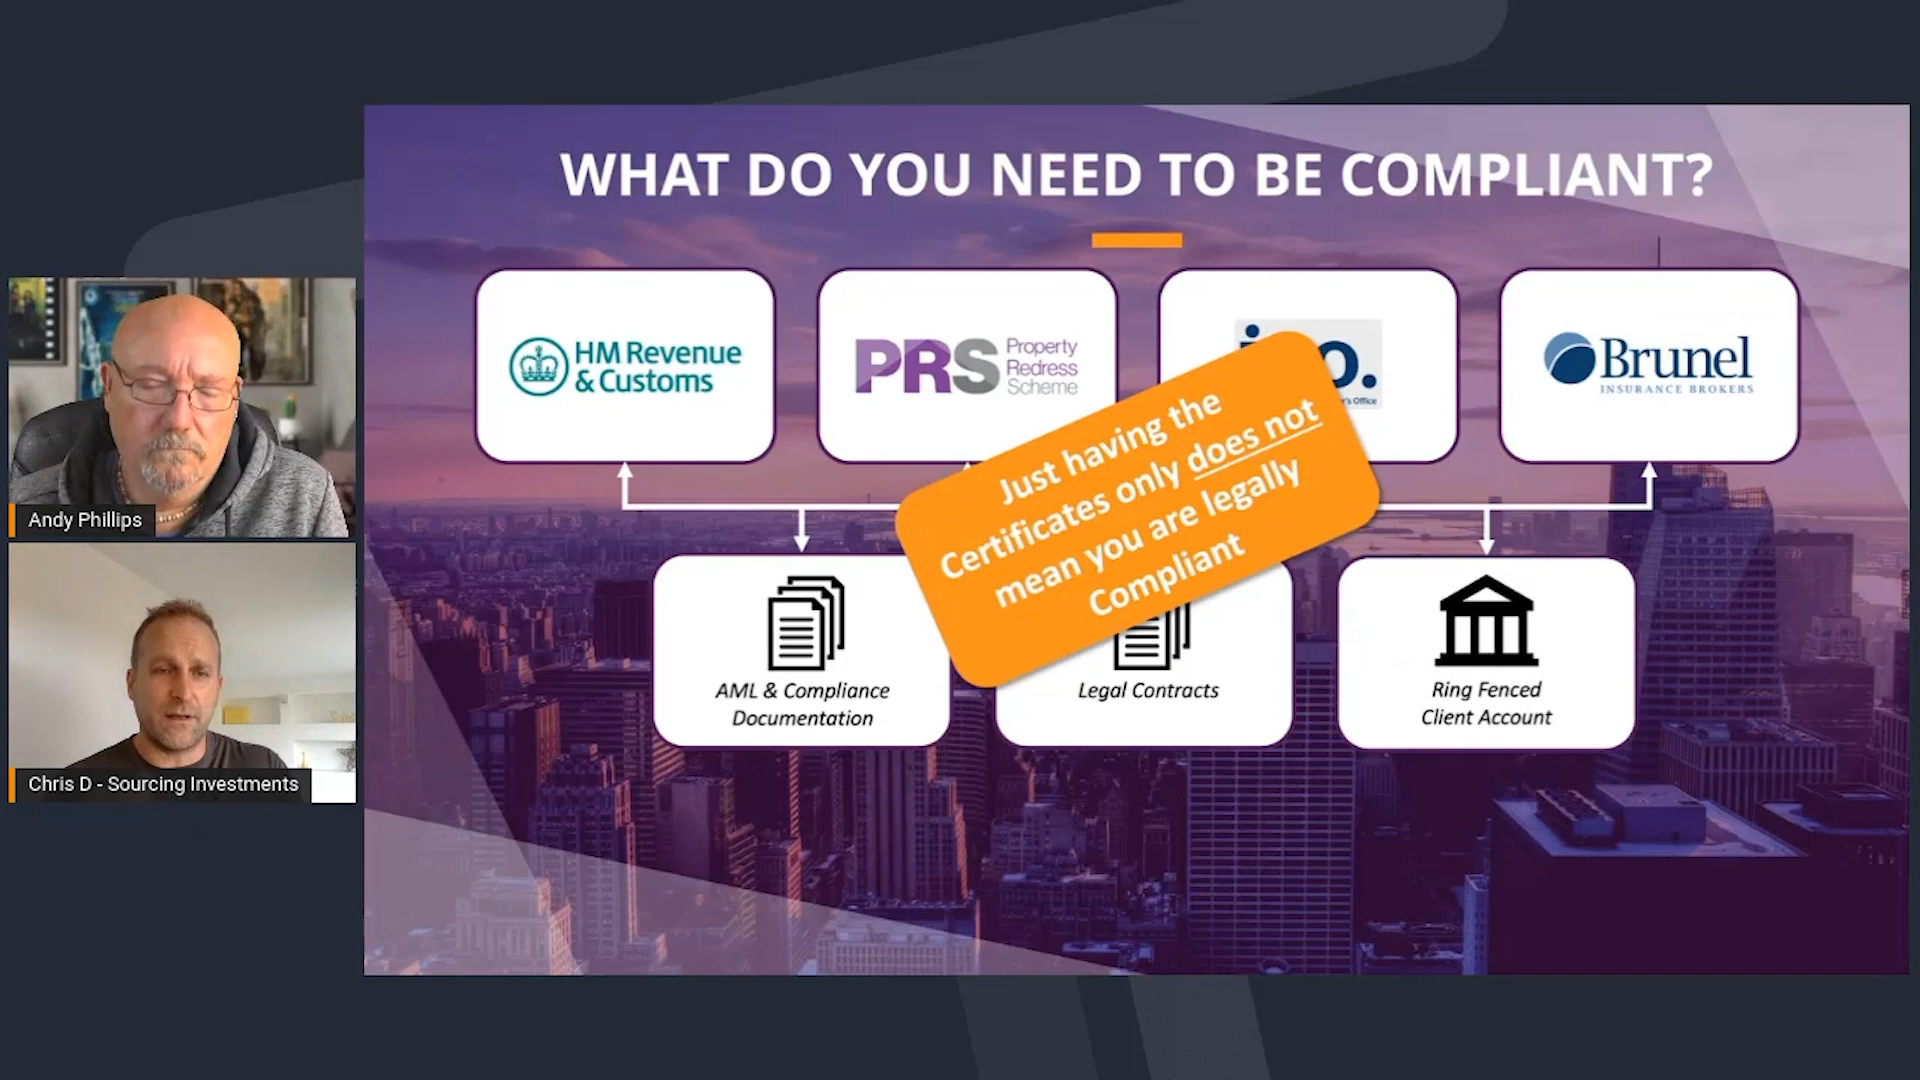 WHAT DO YOU NEED TO BE COMPLIANT?
HM Revenue
& Customs
PRS Property
Redress
Scheme
o.
's Office
Brunel
INSURANCE BROKERS
Just having the
Certificates only does not
mean you are legally
Compliant
AML & Compliance
Documentation
Legal Contracts
Ring Fenced
Client Account
Andy Phillips
Chris D - Sourcing Investments